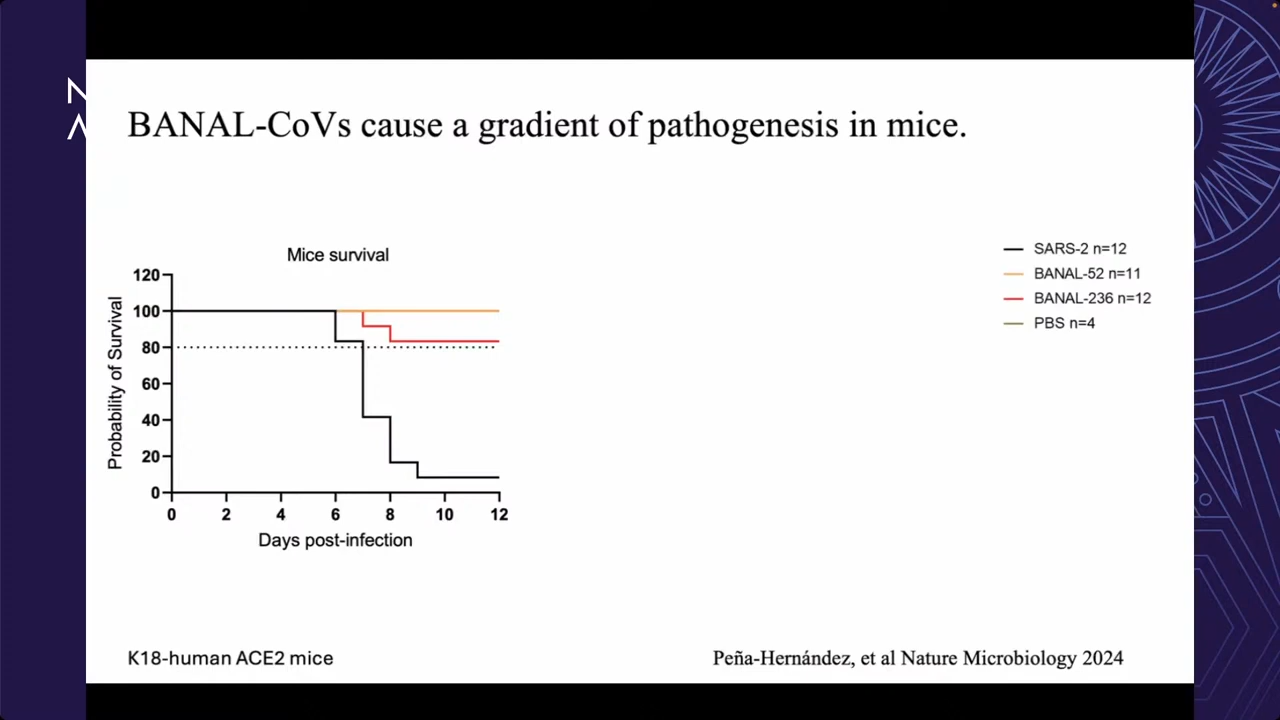 N
A
BANAL-CoVs cause a gradient of pathogenesis in mice.
Mice survival
120
100
80
60
40
20
0
Probability of Survival
0 2 4 6 8 10 12
Days post-infection
SARS-2 n=12
BANAL-52 n=11
BANAL-236 n=12
PBS n=4
K18-human ACE2 mice
Peña-Hernández, et al Nature Microbiology 2024